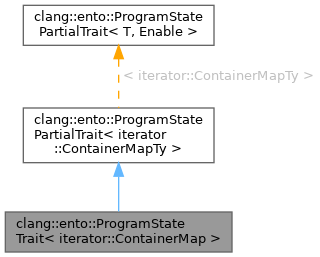 clang::ento::ProgramState
PartialTrait< T, Enable >
< iterator::ContainerMapTy >
clang::ento::ProgramState
PartialTrait< iterator
::ContainerMapTy >
clang::ento::ProgramState
Trait< iterator::ContainerMap >